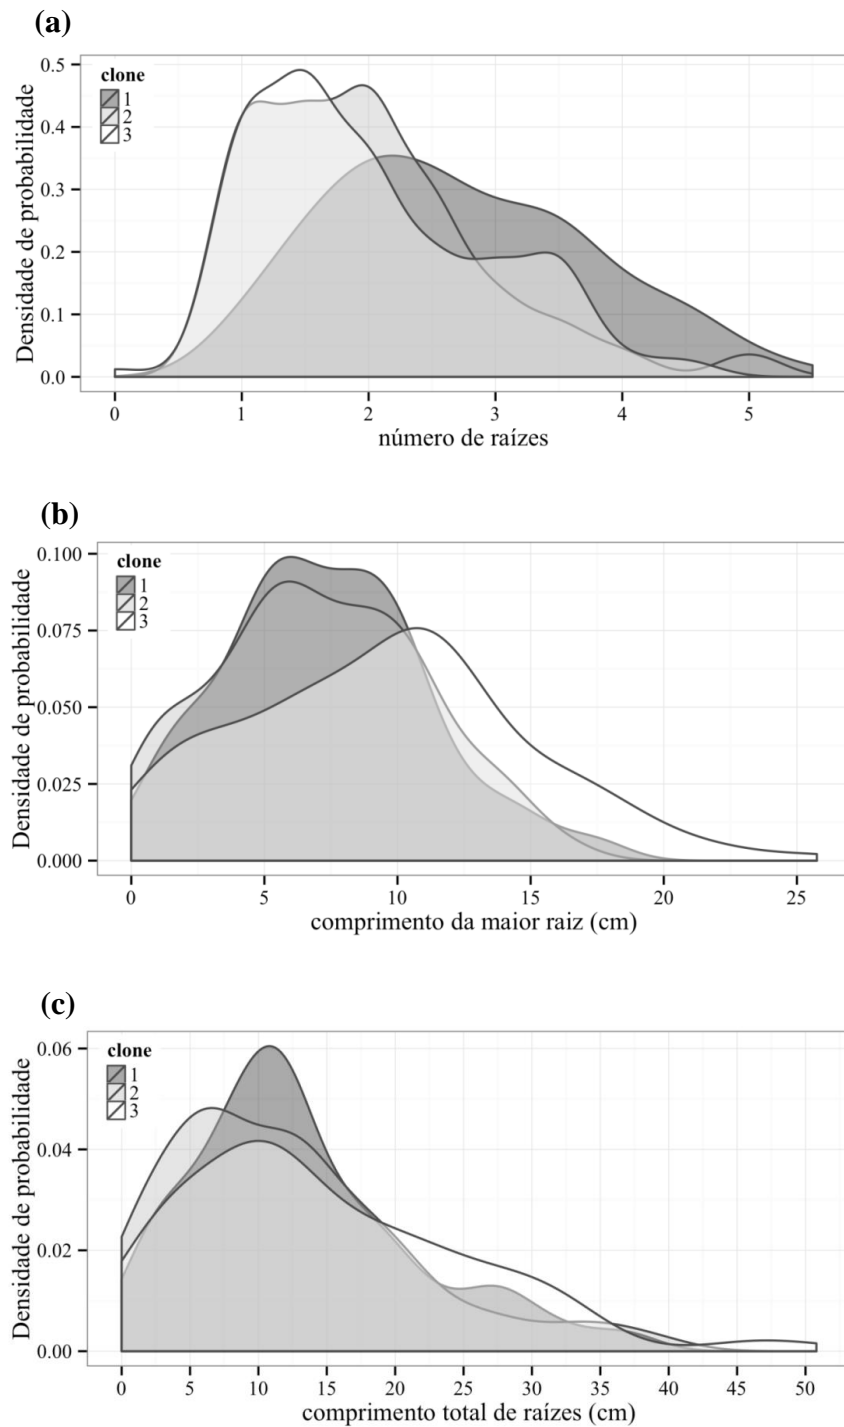 (a)
clone
1
2
3
Densidade de probabilidade
0.5
0.4
0.3
0.2
0.1
0.0
0 1 2 3 4 5
número de raízes
(b)
clone
1
2
3
Densidade de probabilidade
0.100
0.075
0.050
0.025
0.000
0 5 10 15 20 25
comprimento da maior raiz (cm)
(c)
clone
1
2
3
Densidade de probabilidade
0.06
0.04
0.02
0.00
0 5 10 15 20 25 30 35 40 45 50
comprimento total de raízes (cm)